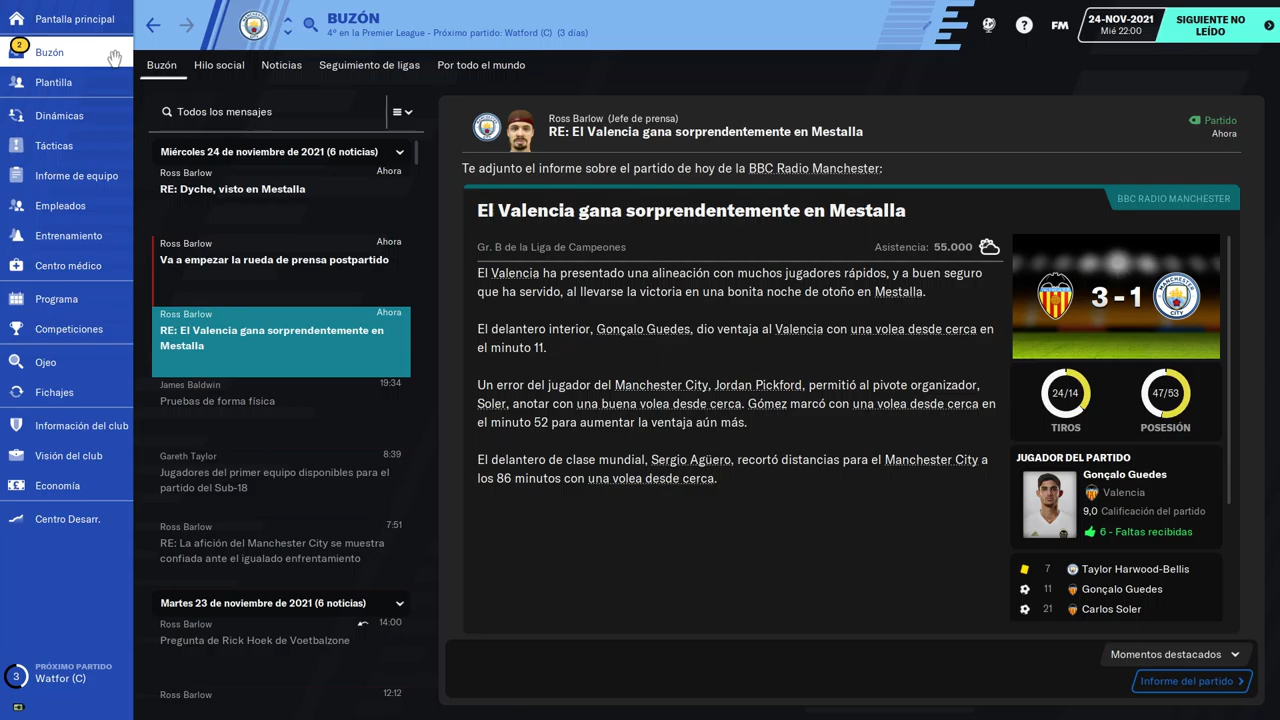 Pantalla principal
2
Buzón
Plantilla
Dinámicas
Tácticas
Informe de equipo
Empleados
Entrenamiento
Centro médico
Programa
Competiciones
Ojeo
Fichajes
Información del club
Visión del club
Economía
Centro Desarr.
3
PRÓXIMO PARTIDO
Watfor (C)
BUZÓN
4º en la Premier League - Próximo partido: Watford (C) (3 días)
FM
24-NOV-2021
Mié 22:00
SIGUIENTE NO
LEÍDO
Buzón
Hilo social
Noticias
Seguimiento de ligas
Por todo el mundo
Todos los mensajes
Miércoles 24 de noviembre de 2021 (6 noticias)
Ross Barlow
Ahora
RE: Dyche, visto en Mestalla
Ross Barlow
Ahora
Va a empezar la rueda de prensa postpartido
Ross Barlow
Ahora
RE: El Valencia gana sorprendentemente en
Mestalla
James Baldwin
19:34
Pruebas de forma física
Gareth Taylor
8:39
Jugadores del primer equipo disponibles para el
partido del Sub-18
Ross Barlow
7:51
RE: La afición del Manchester City se muestra
confiada ante el igualado enfrentamiento
Martes 23 de noviembre de 2021 (6 noticias)
Ross Barlow
14:00
Pregunta de Rick Hoek de Voetbalzone
Ross Barlow
12:12
Ross Barlow (Jefe de prensa)
RE: El Valencia gana sorprendentemente en Mestalla
Partido
Ahora
Te adjunto el informe sobre el partido de hoy de la BBC Radio Manchester:
BBC RADIO MANCHESTER
El Valencia gana sorprendentemente en Mestalla
Gr. B de la Liga de Campeones
Asistencia: 55.000
El Valencia ha presentado una alineación con muchos jugadores rápidos, y a buen seguro
que ha servido, al llevarse la victoria en una bonita noche de otoño en Mestalla.
El delantero interior, Gonçalo Guedes, dio ventaja al Valencia con una volea desde cerca en
el minuto 11.
Un error del jugador del Manchester City, Jordan Pickford, permitió al pivote organizador,
Soler, anotar con una buena volea desde cerca. Gómez marcó con una volea desde cerca en
el minuto 52 para aumentar la ventaja aún más.
El delantero de clase mundial, Sergio Agüero, recortó distancias para el Manchester City a
los 86 minutos con una volea desde cerca.
3 - 1
24/14
TIROS
47/53
POSESIÓN
JUGADOR DEL PARTIDO
Gonçalo Guedes
Valencia
9,0 Calificación del partido
6 - Faltas recibidas
7 Taylor Harwood-Bellis
11 Gonçalo Guedes
21 Carlos Soler
Momentos destacados
Informe del partido